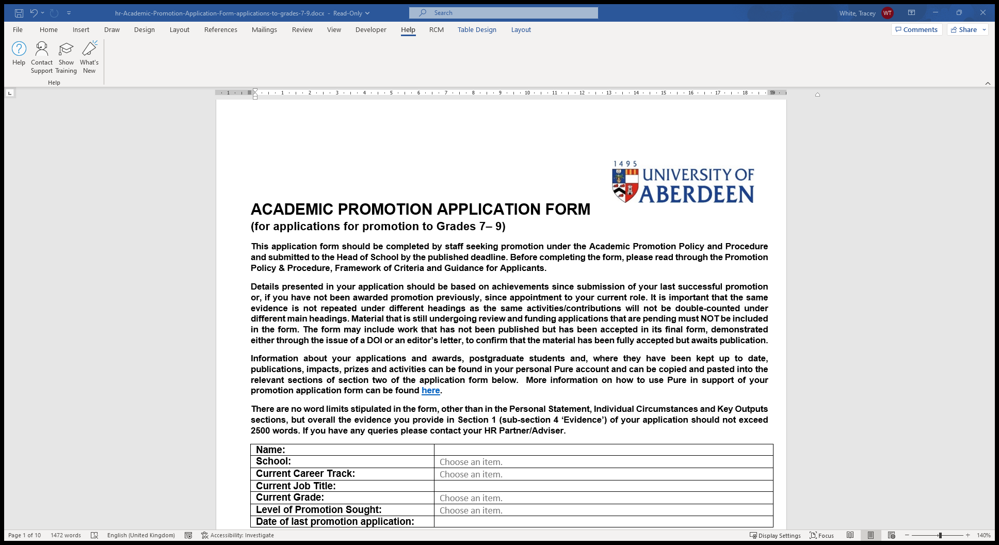 hr-Academic-Promotion-Application-Form-applications-to-grades-7-9.docx - Read-Only
Search
White, Tracey WT
File Home Insert Draw Design Layout References Mailings Review View Developer Help RCM Table Design Layout Comments Share
Help Contact Support Show Training What's New
Help
1 1 2 3 4 5 6 7 8 9 10 11 12 13 14 15 16 17 18 19
1495
UNIVERSITY OF
ABERDEEN
ACADEMIC PROMOTION APPLICATION FORM
(for applications for promotion to Grades 7– 9)
This application form should be completed by staff seeking promotion under the Academic Promotion Policy and Procedure
and submitted to the Head of School by the published deadline. Before completing the form, please read through the Promotion
Policy & Procedure, Framework of Criteria and Guidance for Applicants.
Details presented in your application should be based on achievements since submission of your last successful promotion
or, if you have not been awarded promotion previously, since appointment to your current role. It is important that the same
evidence is not repeated under different headings as the same activities/contributions will not be double-counted under
different main headings. Material that is still undergoing review and funding applications that are pending must NOT be included
in the form. The form may include work that has not been published but has been accepted in its final form, demonstrated
either through the issue of a DOI or an editor’s letter, to confirm that the material has been fully accepted but awaits publication.
Information about your applications and awards, postgraduate students and, where they have been kept up to date,
publications, impacts, prizes and activities can be found in your personal Pure account and can be copied and pasted into the
relevant sections of section two of the application form below. More information on how to use Pure in support of your
promotion application form can be found here.
There are no word limits stipulated in the form, other than in the Personal Statement, Individual Circumstances and Key Outputs
sections, but overall the evidence you provide in Section 1 (sub-section 4 ‘Evidence’) of your application should not exceed
2500 words. If you have any queries please contact your HR Partner/Adviser.
Name:
School: Choose an item.
Current Career Track: Choose an item.
Current Job Title:
Current Grade: Choose an item.
Level of Promotion Sought: Choose an item.
Date of last promotion application:
Page 1 of 10 1472 words English (United Kingdom) Accessibility: Investigate Display Settings Focus 140%